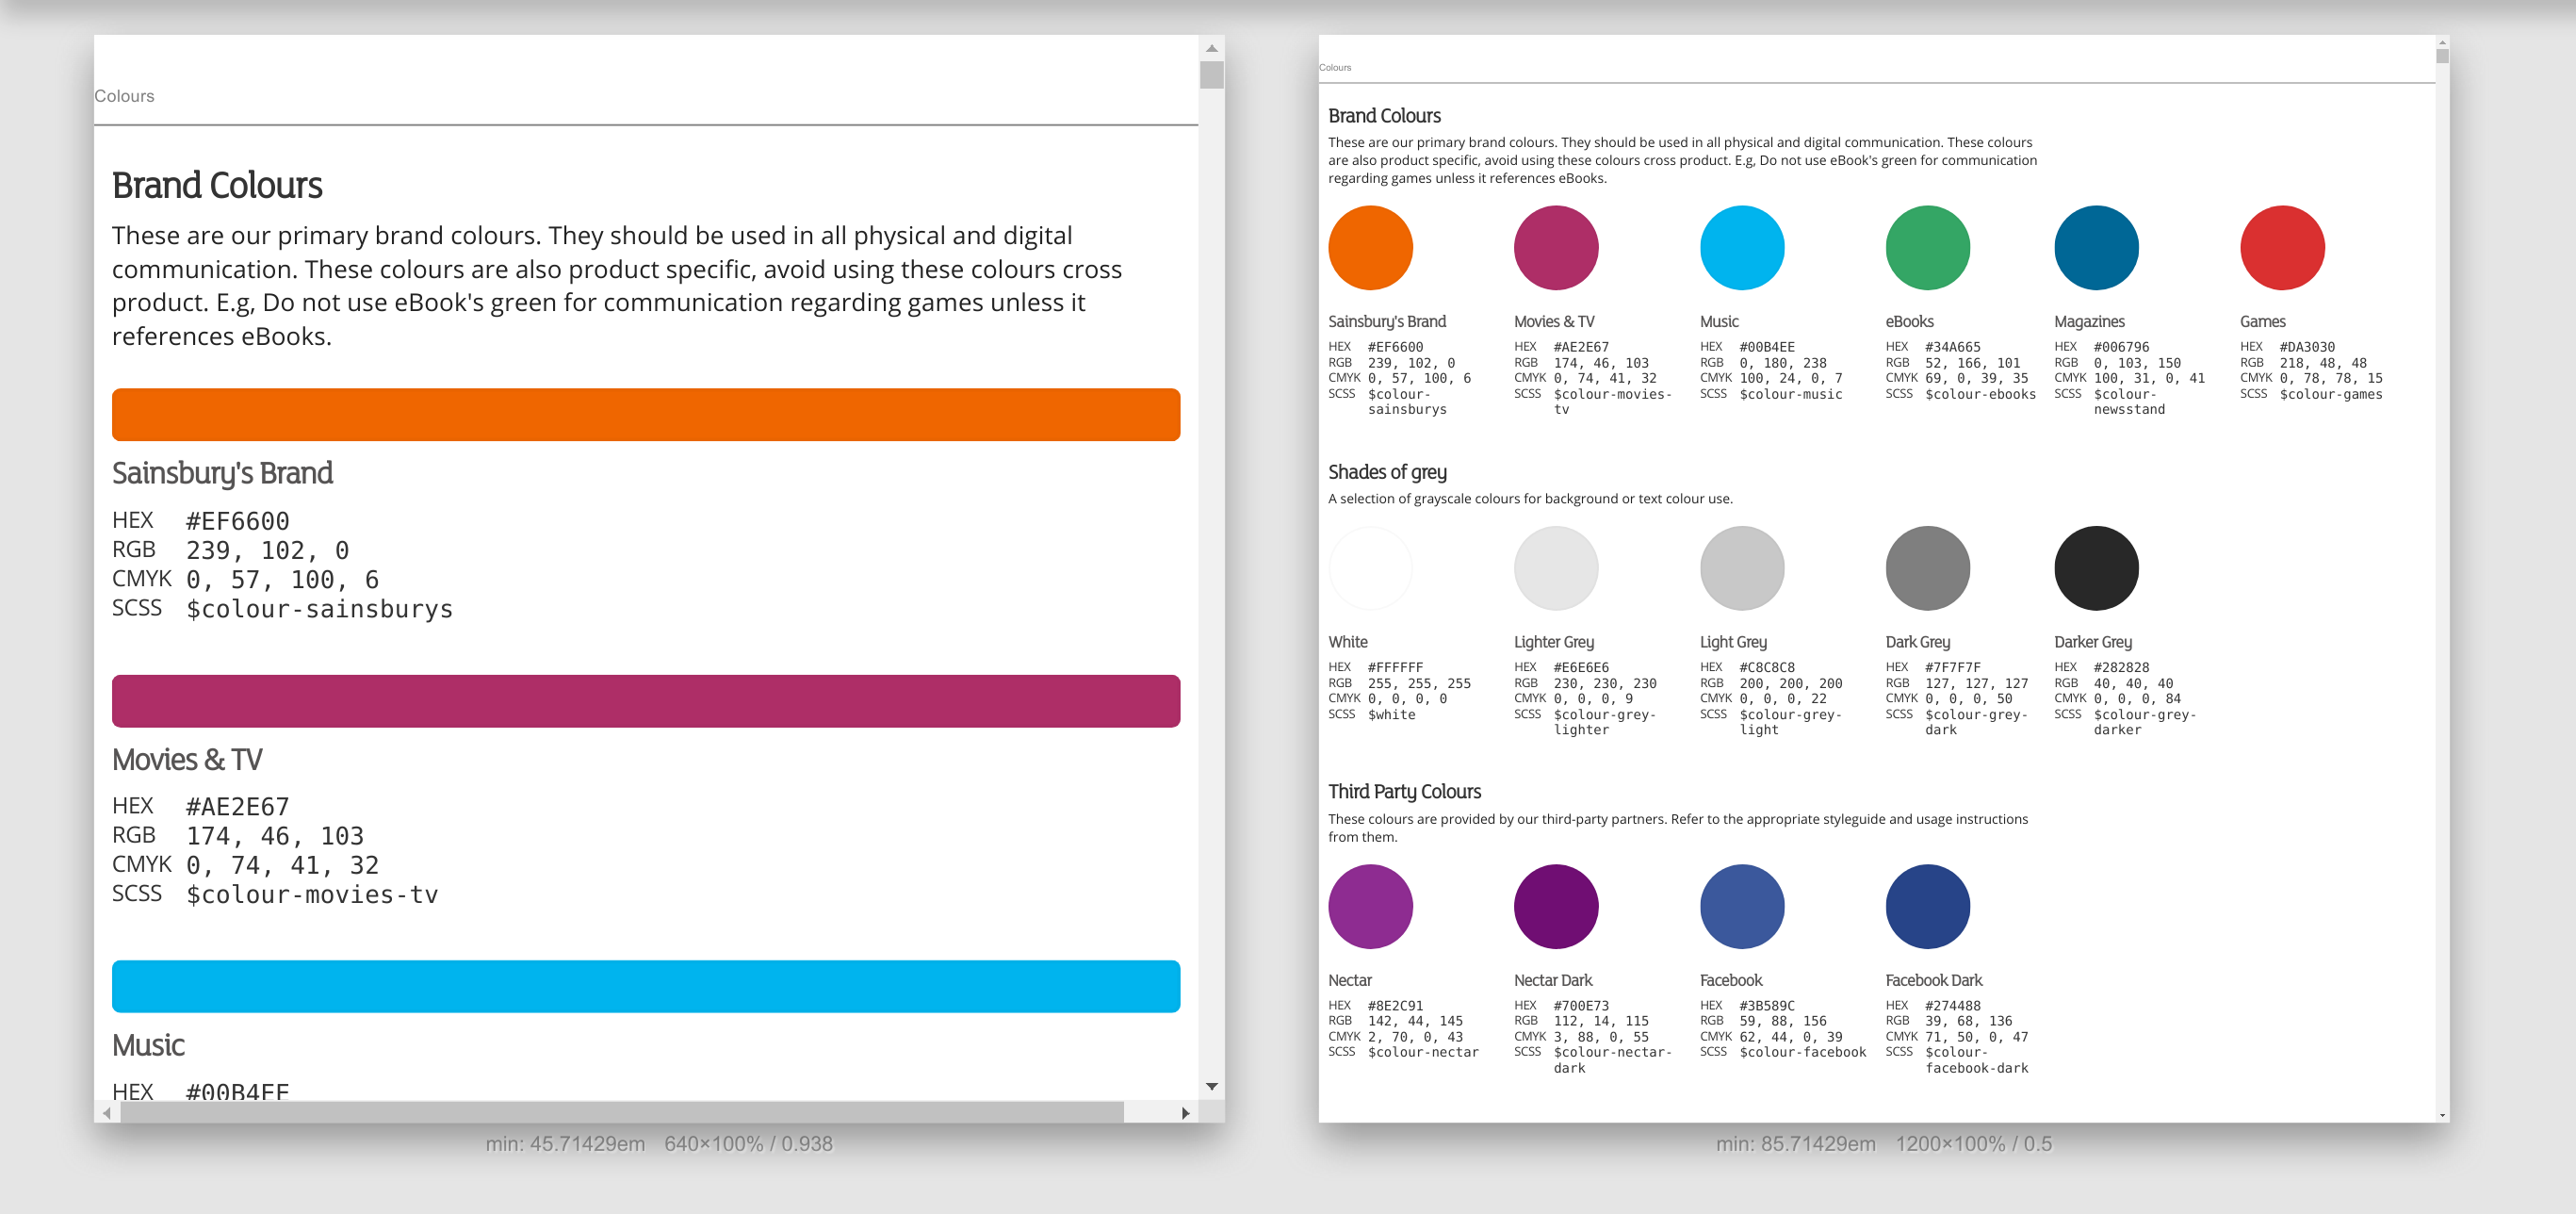 Colours
Brand Colours
These are our primary brand colours. They should be used in all physical and digital
communication. These colours are also product specific, avoid using these colours cross
product. E.g, Do not use eBook's green for communication regarding games unless it
references eBooks.
Sainsbury's Brand
HEX #EF6600
RGB 239, 102, 0
CMYK 0, 57, 100, 6
SCSS $colour-sainsburys
Movies & TV
HEX #AE2E67
RGB 174, 46, 103
CMYK 0, 74, 41, 32
SCSS $colour-movies-tv
Music
HEX #00B4EE
min: 45.71429em 640×100% / 0.938
Colours
Brand Colours
These are our primary brand colours. They should be used in all physical and digital communication. These colours
are also product specific, avoid using these colours cross product. E.g, Do not use eBook's green for communication
regarding games unless it references eBooks.
Sainsbury's Brand
HEX #EF6600
RGB 239, 102, 0
CMYK 0, 57, 100, 6
SCSS $colour-
sainsburys
Movies & TV
HEX #AE2E67
RGB 174, 46, 103
CMYK 0, 74, 41, 32
SCSS $colour-movies-
tv
Music
HEX #00B4EE
RGB 0, 180, 238
CMYK 100, 24, 0, 7
SCSS $colour-music
eBooks
HEX #34A665
RGB 52, 166, 101
CMYK 69, 0, 39, 35
SCSS $colour-ebooks
Magazines
HEX #006796
RGB 0, 103, 150
CMYK 100, 31, 0, 41
SCSS $colour-
newsstand
Games
HEX #DA3030
RGB 218, 48, 48
CMYK 0, 78, 78, 15
SCSS $colour-games
Shades of grey
A selection of grayscale colours for background or text colour use.
White
HEX #FFFFFF
RGB 255, 255, 255
CMYK 0, 0, 0, 0
SCSS $white
Lighter Grey
HEX #E6E6E6
RGB 230, 230, 230
CMYK 0, 0, 0, 9
SCSS $colour-grey-
lighter
Light Grey
HEX #C8C8C8
RGB 200, 200, 200
CMYK 0, 0, 0, 22
SCSS $colour-grey-
light
Dark Grey
HEX #7F7F7F
RGB 127, 127, 127
CMYK 0, 0, 0, 50
SCSS $colour-grey-
dark
Darker Grey
HEX #282828
RGB 40, 40, 40
CMYK 0, 0, 0, 84
SCSS $colour-grey-
darker
Third Party Colours
These colours are provided by our third-party partners. Refer to the appropriate styleguide and usage instructions
from them.
Nectar
HEX #8E2C91
RGB 142, 44, 145
CMYK 2, 70, 0, 43
SCSS $colour-nectar
Nectar Dark
HEX #700E73
RGB 112, 14, 115
CMYK 3, 88, 0, 55
SCSS $colour-nectar-
dark
Facebook
HEX #3B589C
RGB 59, 88, 156
CMYK 62, 44, 0, 39
SCSS $colour-facebook
Facebook Dark
HEX #274488
RGB 39, 68, 136
CMYK 71, 50, 0, 47
SCSS $colour-
facebook-dark
min: 85.71429em 1200×100% / 0.5